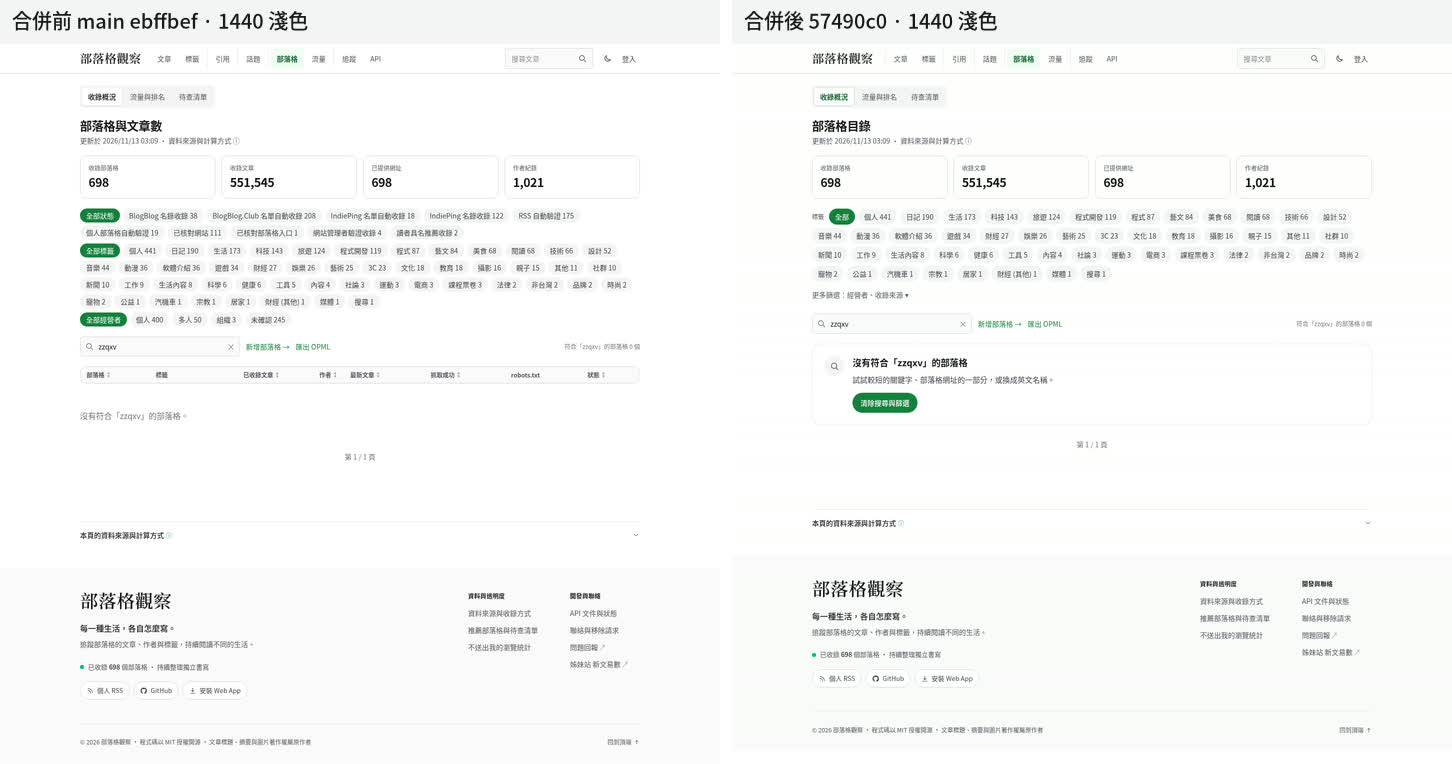 合併前 main ebffbef · 1440 淺色
部落格觀察 文章 標籤 引用 話題 部落格 流量 追蹤 API 搜尋文章 登入
收錄概況 流量與排名 待查清單
部落格與文章數
更新於 2026/11/13 03:09 · 資料來源與計算方式 ⓘ
收錄部落格 收錄文章 已提供網址 作者紀錄
698 551,545 698 1,021
全部狀態 BlogBlog 名錄收錄 38 BlogBlog.Club 名單自動收錄 208 IndiePing 名單自動收錄 18 IndiePing 名錄收錄 122 RSS 自動驗證 175
個人部落格自動驗證 19 已核對網站 111 已核對部落格入口 1 網站管理者驗證收錄 4 讀者具名推薦收錄 2
全部標籤 個人 441 日記 190 生活 173 科技 143 旅遊 124 程式開發 119 程式 87 藝文 84 美食 68 閱讀 68 技術 66 設計 52
音樂 44 動漫 36 軟體介紹 36 遊戲 34 財經 27 娛樂 26 藝術 25 3C 23 文化 18 教育 18 攝影 16 親子 15 其他 11 社群 10
新聞 10 工作 9 生活內容 8 科學 6 健康 6 工具 5 內容 4 社論 3 運動 3 電商 3 課程票卷 3 法律 2 非台灣 2 品牌 2 時尚 2
寵物 2 公益 1 汽機車 1 宗教 1 居家 1 財經 (其他) 1 媒體 1 搜尋 1
全部經營者 個人 400 多人 50 組織 3 未確認 245
zzqxv 新增部落格 → 匯出 OPML 符合「zzqxv」的部落格 0 個
部落格 標籤 已收錄文章 作者 最新文章 抓取成功 robots.txt 狀態
沒有符合「zzqxv」的部落格。
第 1 / 1 頁
本頁的資料來源與計算方式 ⓘ
部落格觀察
每一種生活，各自怎麼寫。
追蹤部落格的文章、作者與標籤，持續閱讀不同的生活。
已收錄 698 個部落格 · 持續整理獨立書寫
個人 RSS GitHub 安裝 Web App
資料與透明度
資料來源與收錄方式
推薦部落格與待查清單
不送出我的瀏覽統計
開發與聯絡
API 文件與狀態
聯絡與移除請求
問題回報 ↗
姊妹站 新文易數 ↗
© 2026 部落格觀察 · 程式碼以 MIT 授權開源 · 文章標題、摘要與圖片著作權屬原作者 回到頂端 ↑
合併後 57490c0 · 1440 淺色
部落格觀察 文章 標籤 引用 話題 部落格 流量 追蹤 API 搜尋文章 登入
收錄概況 流量與排名 待查清單
部落格目錄
更新於 2026/11/13 03:09 · 資料來源與計算方式 ⓘ
收錄部落格 收錄文章 已提供網址 作者紀錄
698 551,545 698 1,021
標籤 全部 個人 441 日記 190 生活 173 科技 143 旅遊 124 程式開發 119 程式 87 藝文 84 美食 68 閱讀 68 技術 66 設計 52
音樂 44 動漫 36 軟體介紹 36 遊戲 34 財經 27 娛樂 26 藝術 25 3C 23 文化 18 教育 18 攝影 16 親子 15 其他 11 社群 10
新聞 10 工作 9 生活內容 8 科學 6 健康 6 工具 5 內容 4 社論 3 運動 3 電商 3 課程票卷 3 法律 2 非台灣 2 品牌 2 時尚 2
寵物 2 公益 1 汽機車 1 宗教 1 居家 1 財經 (其他) 1 媒體 1 搜尋 1
更多篩選：經營者、收錄來源 ▾
zzqxv 新增部落格 → 匯出 OPML 符合「zzqxv」的部落格 0 個
沒有符合「zzqxv」的部落格
試試較短的關鍵字、部落格網址的一部分，或換成英文名稱。
清除搜尋與篩選
第 1 / 1 頁
本頁的資料來源與計算方式 ⓘ
部落格觀察
每一種生活，各自怎麼寫。
追蹤部落格的文章、作者與標籤，持續閱讀不同的生活。
已收錄 698 個部落格 · 持續整理獨立書寫
個人 RSS GitHub 安裝 Web App
資料與透明度
資料來源與收錄方式
推薦部落格與待查清單
不送出我的瀏覽統計
開發與聯絡
API 文件與狀態
聯絡與移除請求
問題回報 ↗
姊妹站 新文易數 ↗
© 2026 部落格觀察 · 程式碼以 MIT 授權開源 · 文章標題、摘要與圖片著作權屬原作者 回到頂端 ↑